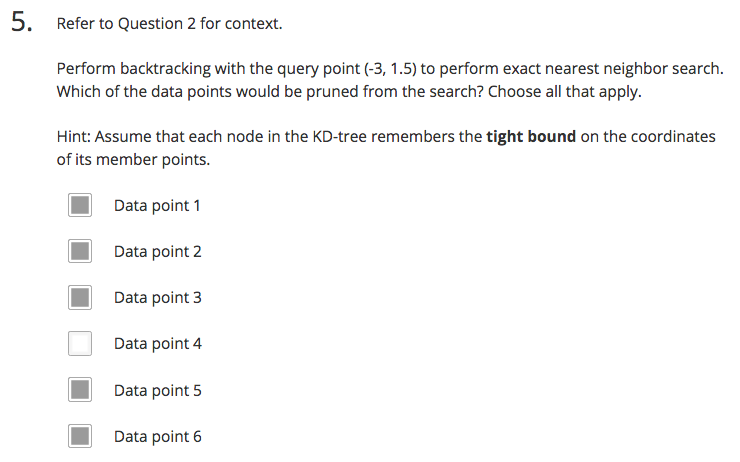 5. Refer to Question 2 for context.
Perform backtracking with the query point (-3, 1.5) to perform exact nearest neighbor search.
Which of the data points would be pruned from the search? Choose all that apply.
Hint: Assume that each node in the KD-tree remembers the tight bound on the coordinates
of its member points.
Data point 1
Data point 2
Data point 3
Data point 4
Data point 5
Data point 6